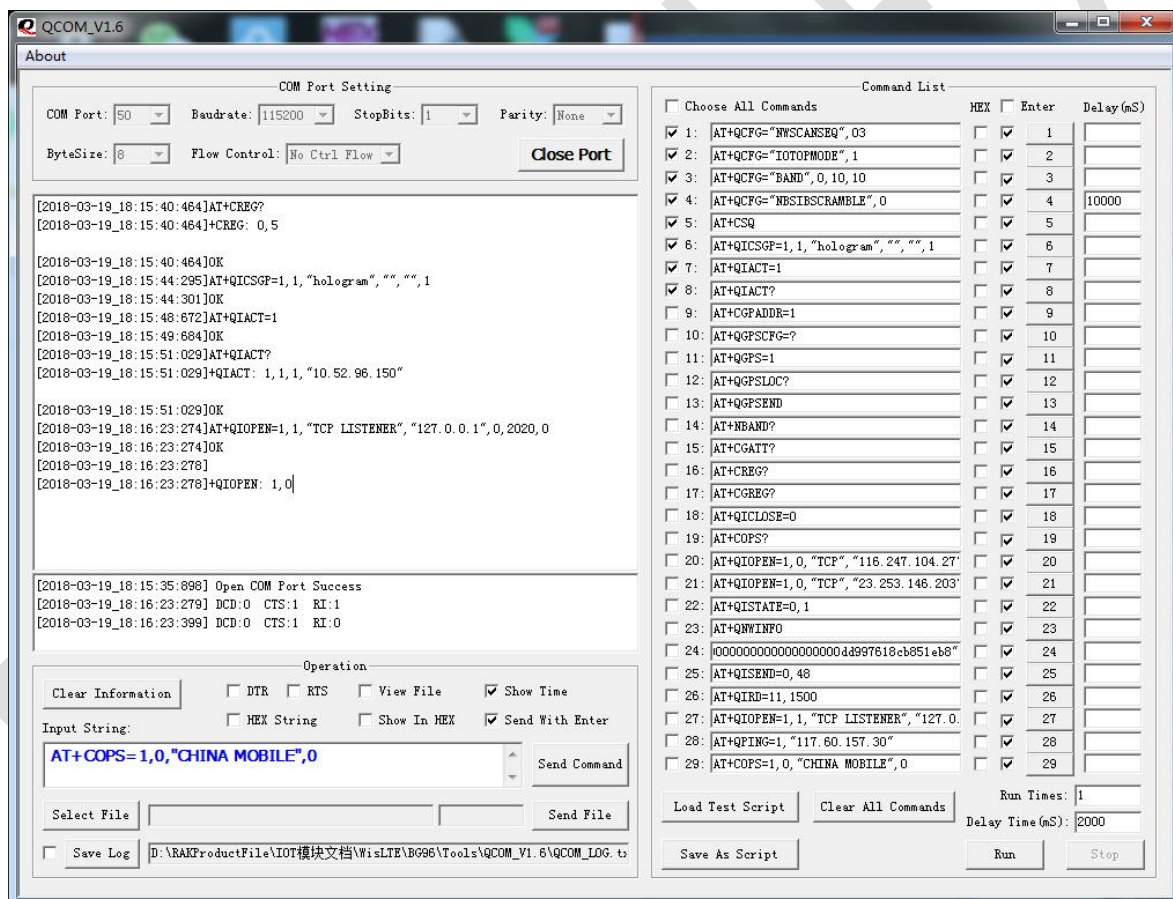 QCOM_V1.6
About
COM Port Setting
COM Port: 50 Baudrate: 115200 StopBits: 1 Parity: None
ByteSize: 8 Flow Control: No Ctrl Flow Close Port
[2018-03-19_18:15:40:464]AT+CREG?
[2018-03-19_18:15:40:464]+CREG: 0,5
[2018-03-19_18:15:40:464]OK
[2018-03-19_18:15:44:295]AT+QICSGP=1,1,"hologram","","",1
[2018-03-19_18:15:44:301]OK
[2018-03-19_18:15:48:672]AT+QIACT=1
[2018-03-19_18:15:49:684]OK
[2018-03-19_18:15:51:029]AT+QIACT?
[2018-03-19_18:15:51:029]+QIACT: 1,1,1,"10.52.96.150"
[2018-03-19_18:15:51:029]OK
[2018-03-19_18:16:23:274]AT+QIOPEN=1,1,"TCP LISTENER","127.0.0.1",0,2020,0
[2018-03-19_18:16:23:274]OK
[2018-03-19_18:16:23:278]
[2018-03-19_18:16:23:278]+QIOPEN: 1,0
[2018-03-19_18:15:35:898] Open COM Port Success
[2018-03-19_18:16:23:279] DCD:0 CTS:1 RI:1
[2018-03-19_18:16:23:399] DCD:0 CTS:1 RI:0
Operation
Clear Information DTR RTS View File Show Time
HEX String Show In HEX Send With Enter
Input String:
AT+COPS=1,0,"CHINA MOBILE",0
Send Command
Select File Send File
Save Log D:\RAKProductFile\IOT模块文档\WisLTE\BG96\Tools\QCOM_V1.6\QCOM_LOG.t
Command List
Choose All Commands HEX Enter Delay(mS)
1: AT+QCFG="NWSCANSEQ",03 1
2: AT+QCFG="IOTOPMODE",1 2
3: AT+QCFG="BAND",0,10,10 3
4: AT+QCFG="NBSIBSCRAMBLE",0 4 10000
5: AT+CSQ 5
6: AT+QICSGP=1,1,"hologram","","",1 6
7: AT+QIACT=1 7
8: AT+QIACT? 8
9: AT+CGPADDR=1 9
10: AT+QGPSCFG=? 10
11: AT+QGPS=1 11
12: AT+QGPSLOC? 12
13: AT+QGPSEND 13
14: AT+NBAND? 14
15: AT+CGATT? 15
16: AT+CREG? 16
17: AT+CGREG? 17
18: AT+QICLOSE=0 18
19: AT+COPS? 19
20: AT+QIOPEN=1,0,"TCP","116.247.104.27 20
21: AT+QIOPEN=1,0,"TCP","23.253.146.203 21
22: AT+QISTATE=0,1 22
23: AT+QNWINFO 23
24: 000000000000000000dd997618cb851eb8" 24
25: AT+QISEND=0,48 25
26: AT+QIRD=11,1500 26
27: AT+QIOPEN=1,1,"TCP LISTENER","127.0. 27
28: AT+QPING=1,"117.60.157.30" 28
29: AT+COPS=1,0,"CHINA MOBILE",0 29
Load Test Script Clear All Commands Run Times: 1
Delay Time(mS): 2000
Save As Script Run Stop